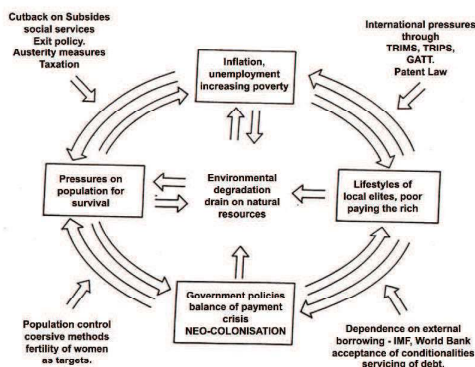 Cutback on Subsides
social services
Exit policy.
Austerity measures
Taxation
International pressures
through
TRIMS, TRIPS,
GATT.
Patent Law
Inflation,
unemployment
increasing poverty
Pressures on
population for
survival
Environmental
degradation
drain on natural
resources
Lifestyles of
local elites, poor
paying the rich
Government policies
balance of payment
crisis
NEO-COLONISATION
Population control
coersive methods
fertility of women
as targets.
Dependence on external
borrowing - IMF, World Bank
acceptance of conditionalities
servicing of debt.